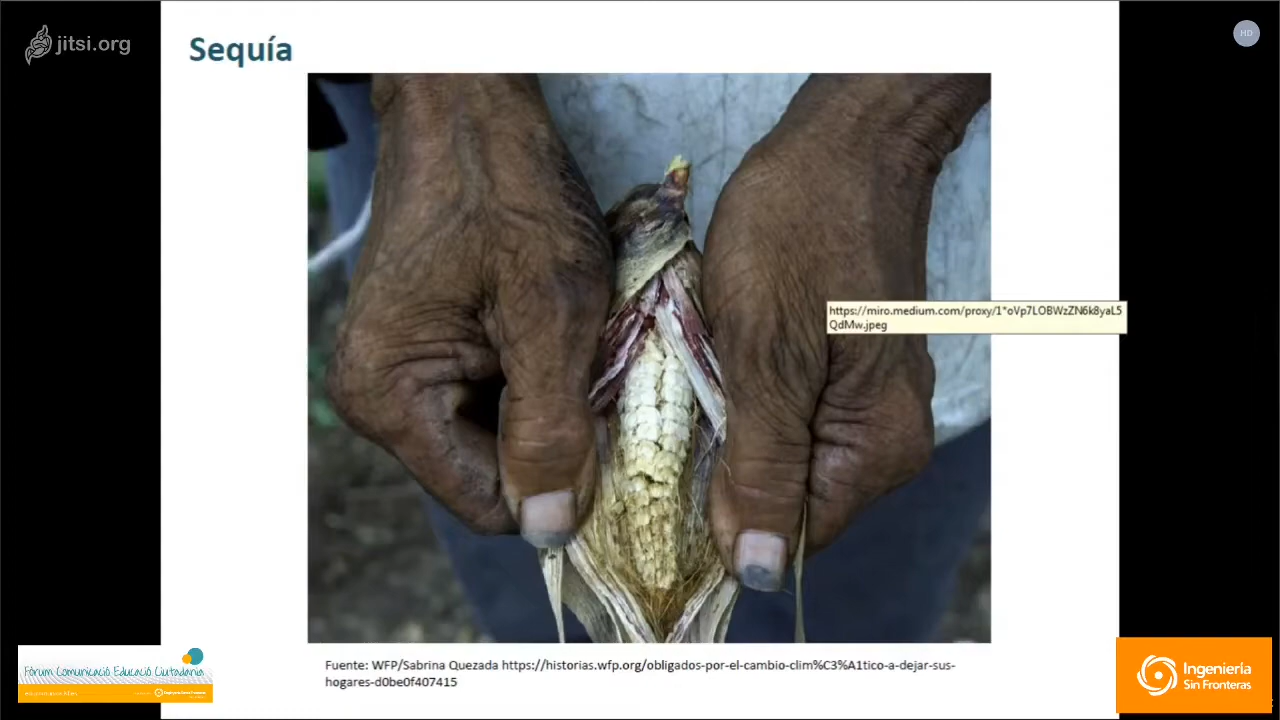 jitsi.org
HD
Sequía
https://miro.medium.com/proxy/1*oVp7LOBWzZN6k8yaL5
QdMw.jpeg
Fuente: WFP/Sabrina Quezada https://historias.wfp.org/obligados-por-el-cambio-clim%C3%A1tico-a-dejar-sus-
hogares-d0be0f407415
Fòrum Comunicació Educació Ciutadania
Ingeniería
Sin Fronteras